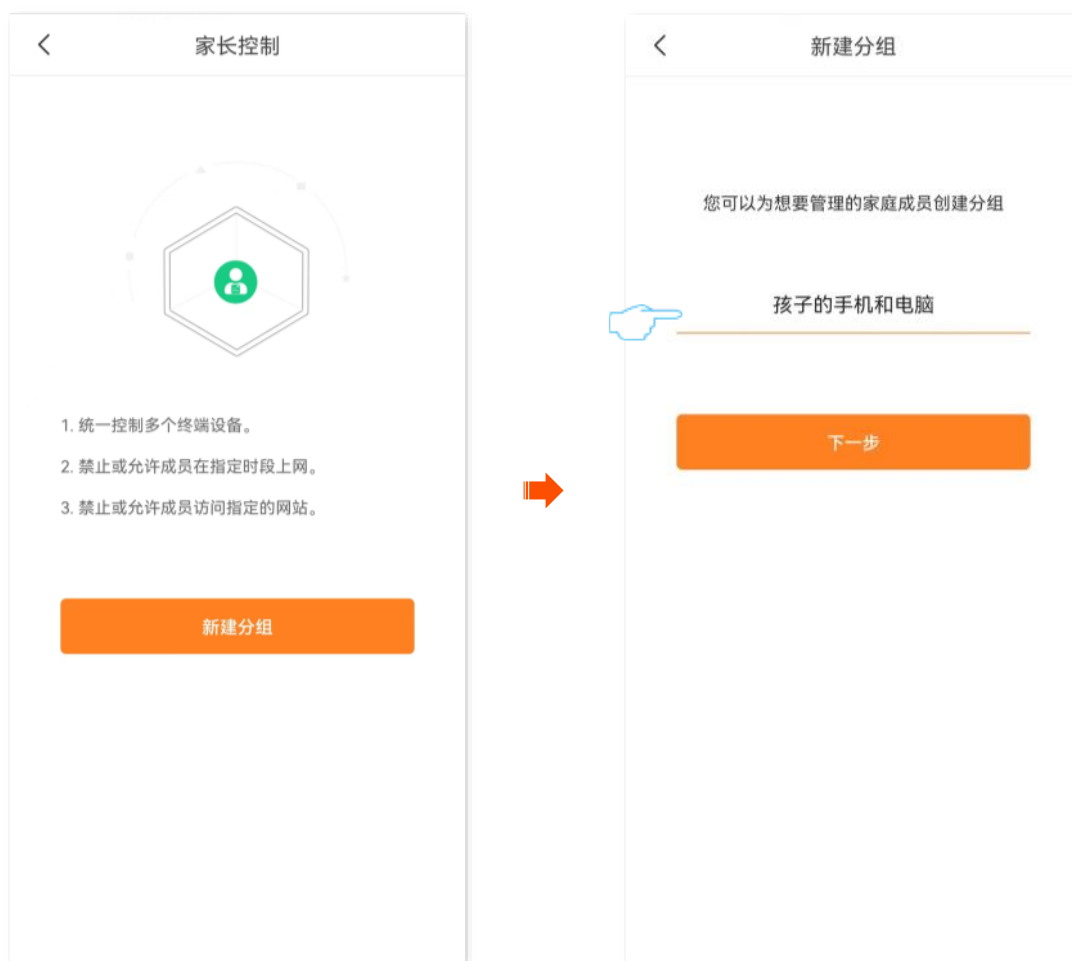 家长控制
1. 统一控制多个终端设备。
2. 禁止或允许成员在指定时段上网。
3. 禁止或允许成员访问指定的网站。
新建分组
新建分组
您可以为想要管理的家庭成员创建分组
孩子的手机和电脑
下一步